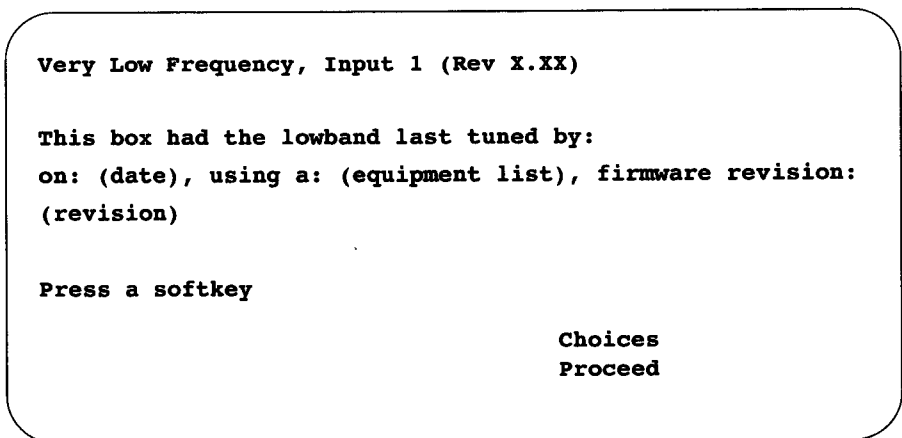 Very Low Frequency, Input 1 (Rev X.XX)
This box had the lowband last tuned by:
on: (date), using a: (equipment list), firmware revision:
(revision)
Press a softkey
Choices
Proceed